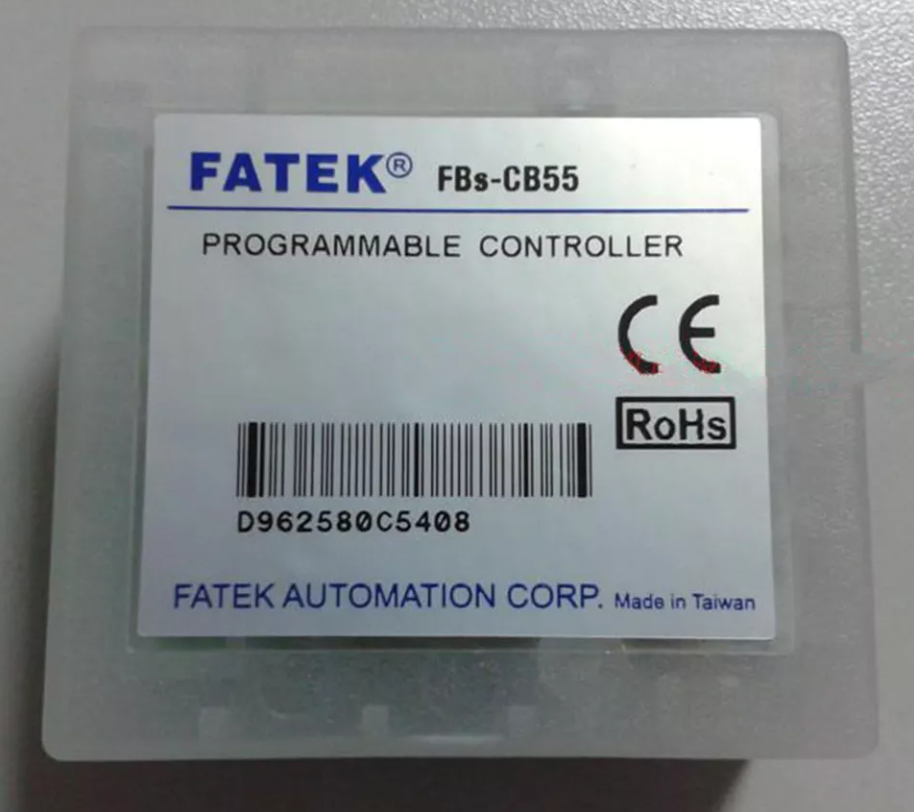 FATEK® FBs-CB55
PROGRAMMABLE CONTROLLER
CE
RoHs
D962580C5408
FATEK AUTOMATION CORP. Made in Taiwan